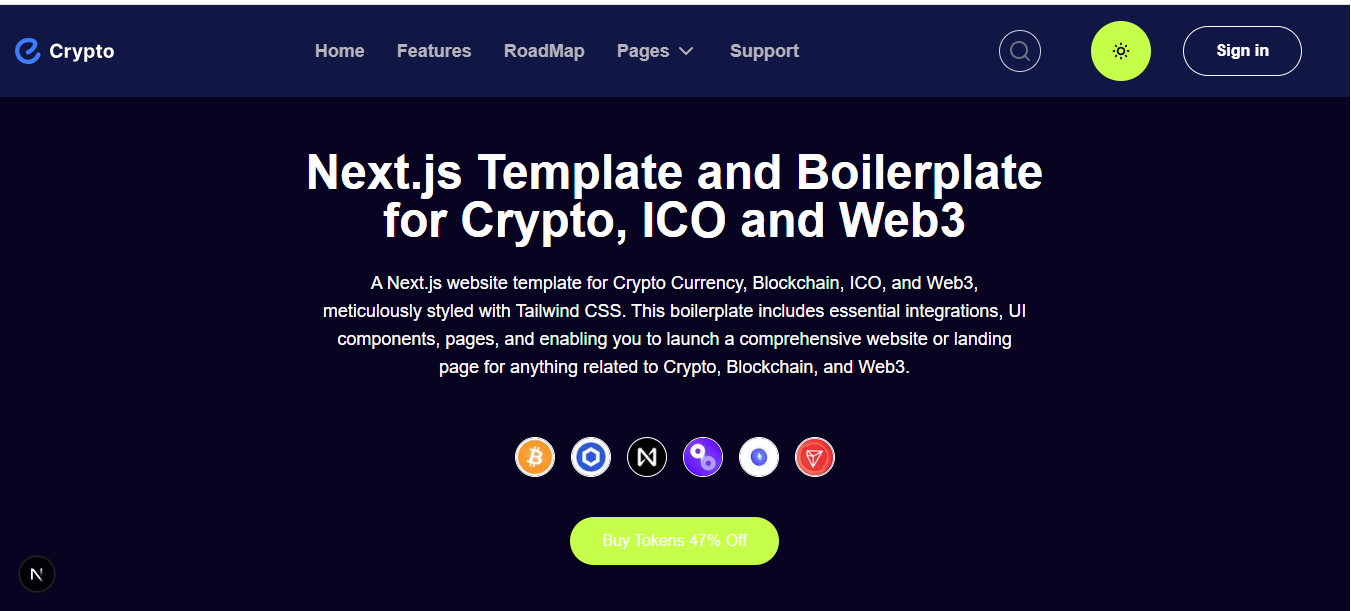 Crypto
Home
Features
RoadMap
Pages
Support
Sign in
Next.js Template and Boilerplate
for Crypto, ICO and Web3
A Next.js website template for Crypto Currency, Blockchain, ICO, and Web3,
meticulously styled with Tailwind CSS. This boilerplate includes essential integrations, UI
components, pages, and enabling you to launch a comprehensive website or landing
page for anything related to Crypto, Blockchain, and Web3.
Buy Tokens 47% Off
N